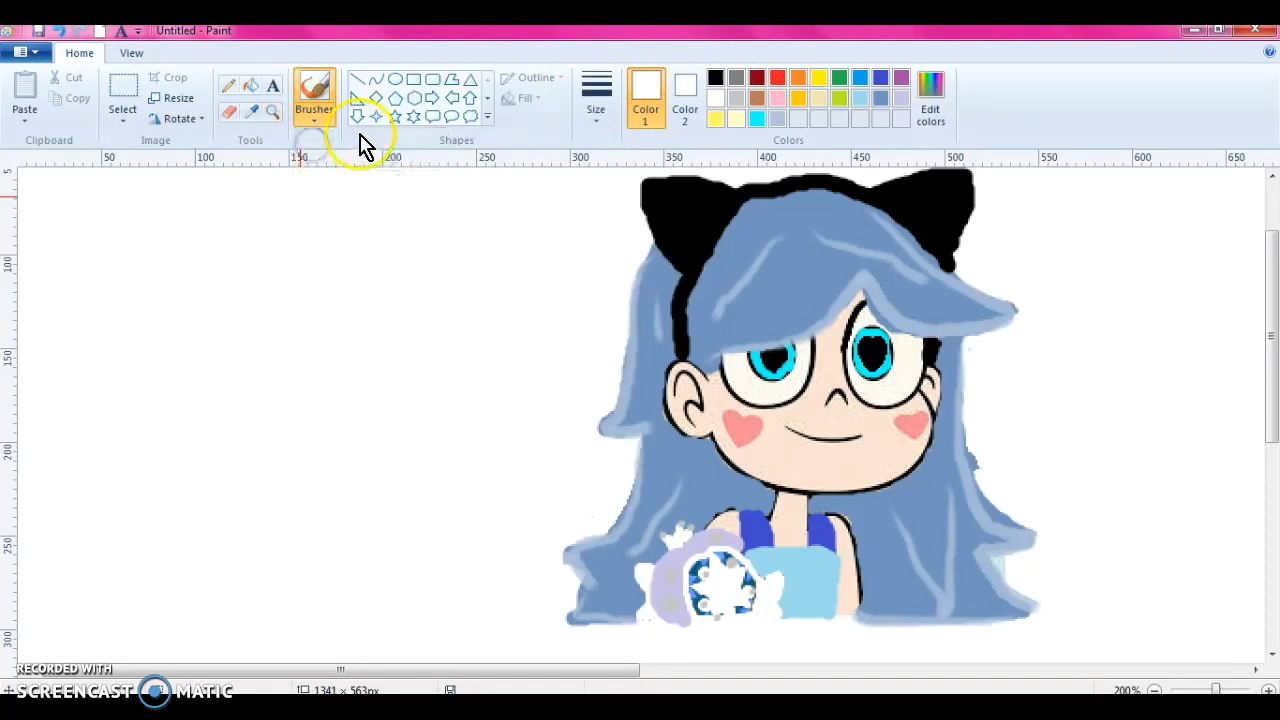 Untitled - Paint
Home View
Paste
Cut
Copy
Clipboard
Select
Crop
Resize
Rotate
Image
Tools
Brushes
Shapes
Outline
Fill
Size
Color 1
Color 2
Edit colors
Colors
50 100 150 200 250 300 350 400 450 500 550 600 650
5
100
150
200
250
300
RECORDED WITH
SCREENCAST MATIC
1341 × 563px
200%